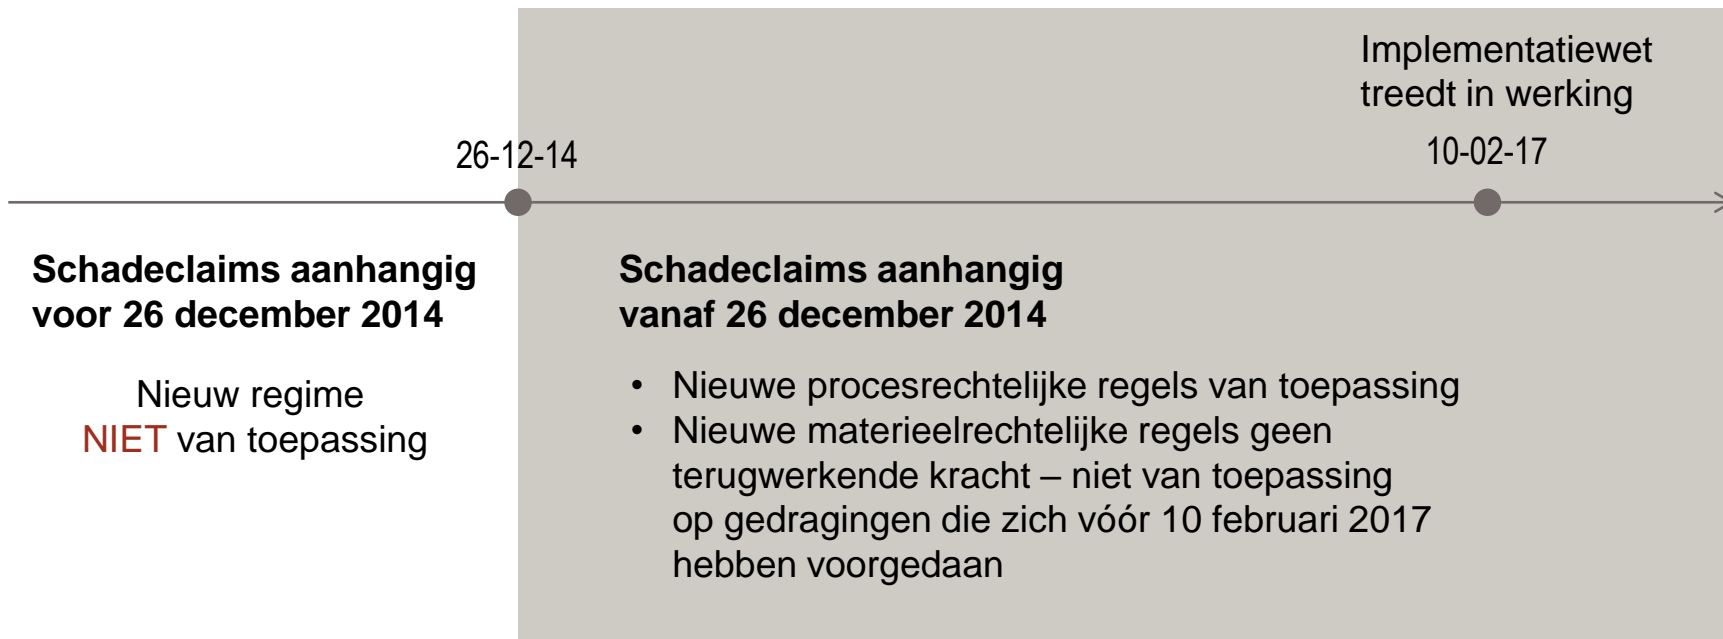 Implementatiewet
treedt in werking
26-12-14
10-02-17
Schadeclaims aanhangig
voor 26 december 2014
Nieuw regime
NIET van toepassing
Schadeclaims aanhangig
vanaf 26 december 2014
• Nieuwe procesrechtelijke regels van toepassing
• Nieuwe materieelrechtelijke regels geen
terugwerkende kracht – niet van toepassing
op gedragingen die zich vóór 10 februari 2017
hebben voorgedaan